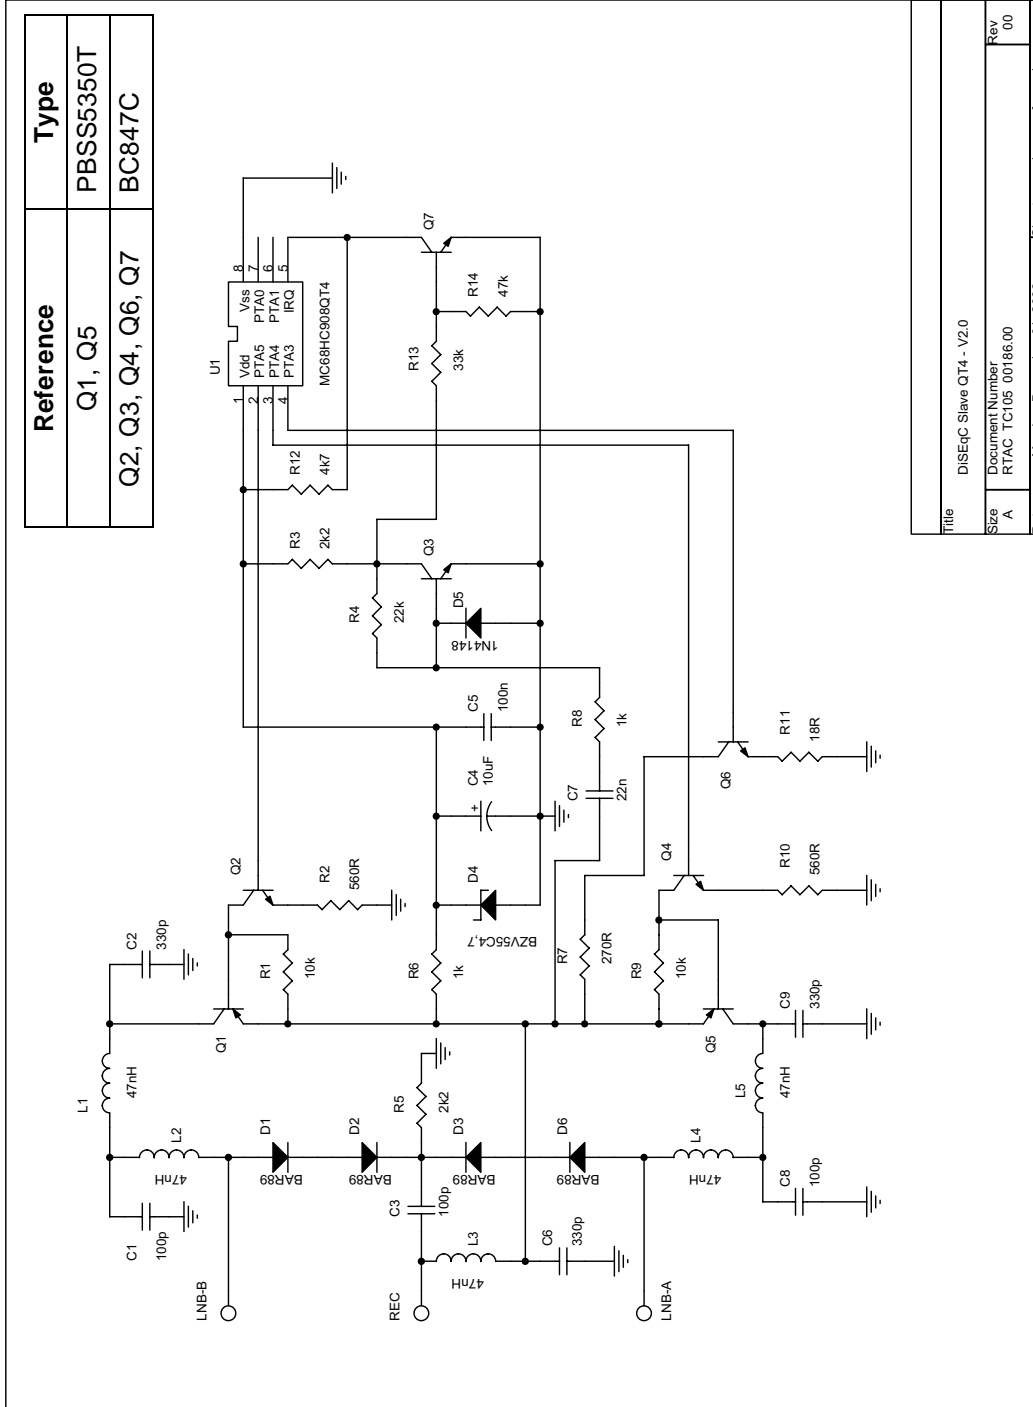 Reference Type
Q1, Q5 PBSS5350T
Q2, Q3, Q4, Q6, Q7 BC847C
U1
1 Vdd Vss 8
2 PTA5 PTA0 7
3 PTA4 PTA1 6
4 PTA3 IRQ 5
MC68HC908QT4
L1
47nH
C2
330p
C1
100p
L2
47nH
LNB-B
Q1
R1
10k
Q2
R2
560R
R3
2k2
R12
4k7
D1
BAR89
D2
BAR89
R5
2k2
R6
1k
D4
BZV55C4,7
C4
10uF
+
C5
100n
R4
22k
Q3
D5
1N4148
R13
33k
R14
47k
Q7
REC
C3
100p
L3
47nH
C6
330p
D3
BAR89
D6
BAR89
C7
22n
R8
1k
R7
270R
R9
10k
Q4
R10
560R
Q6
R11
18R
LNB-A
L4
47nH
L5
47nH
C8
100p
Q5
C9
330p
Title
DiSEqC Slave QT4 - V2.0
Size Document Number Rev
A RTAC TC105 00186.00 00